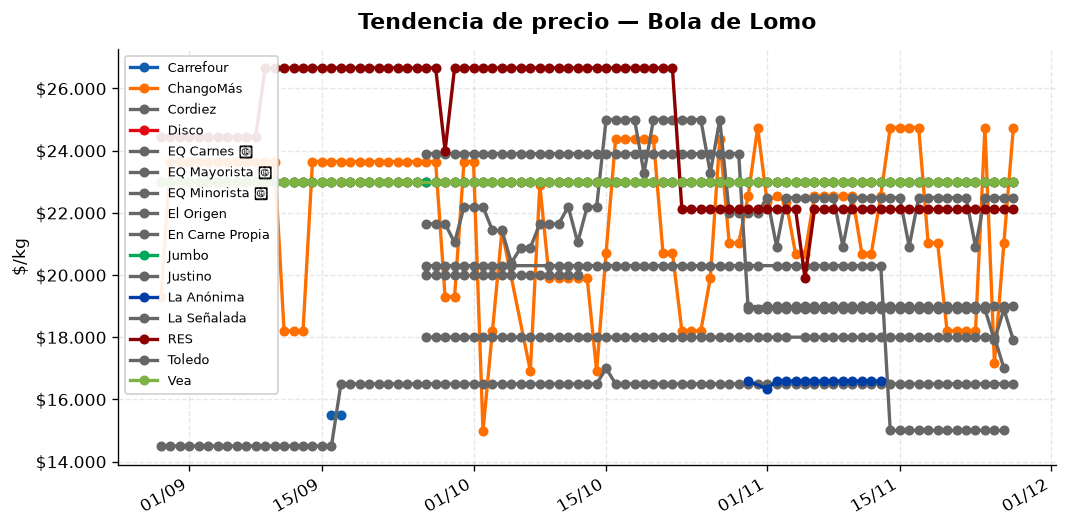 Tendencia de precio — Bola de Lomo
$/kg
$26.000
$24.000
$22.000
$20.000
$18.000
$16.000
$14.000
Carrefour
ChangoMás
Cordiez
Disco
EQ Carnes
EQ Mayorista
EQ Minorista
El Origen
En Carne Propia
Jumbo
Justino
La Anónima
La Señalada
RES
Toledo
Vea
01/09
15/09
01/10
15/10
01/11
15/11
01/12